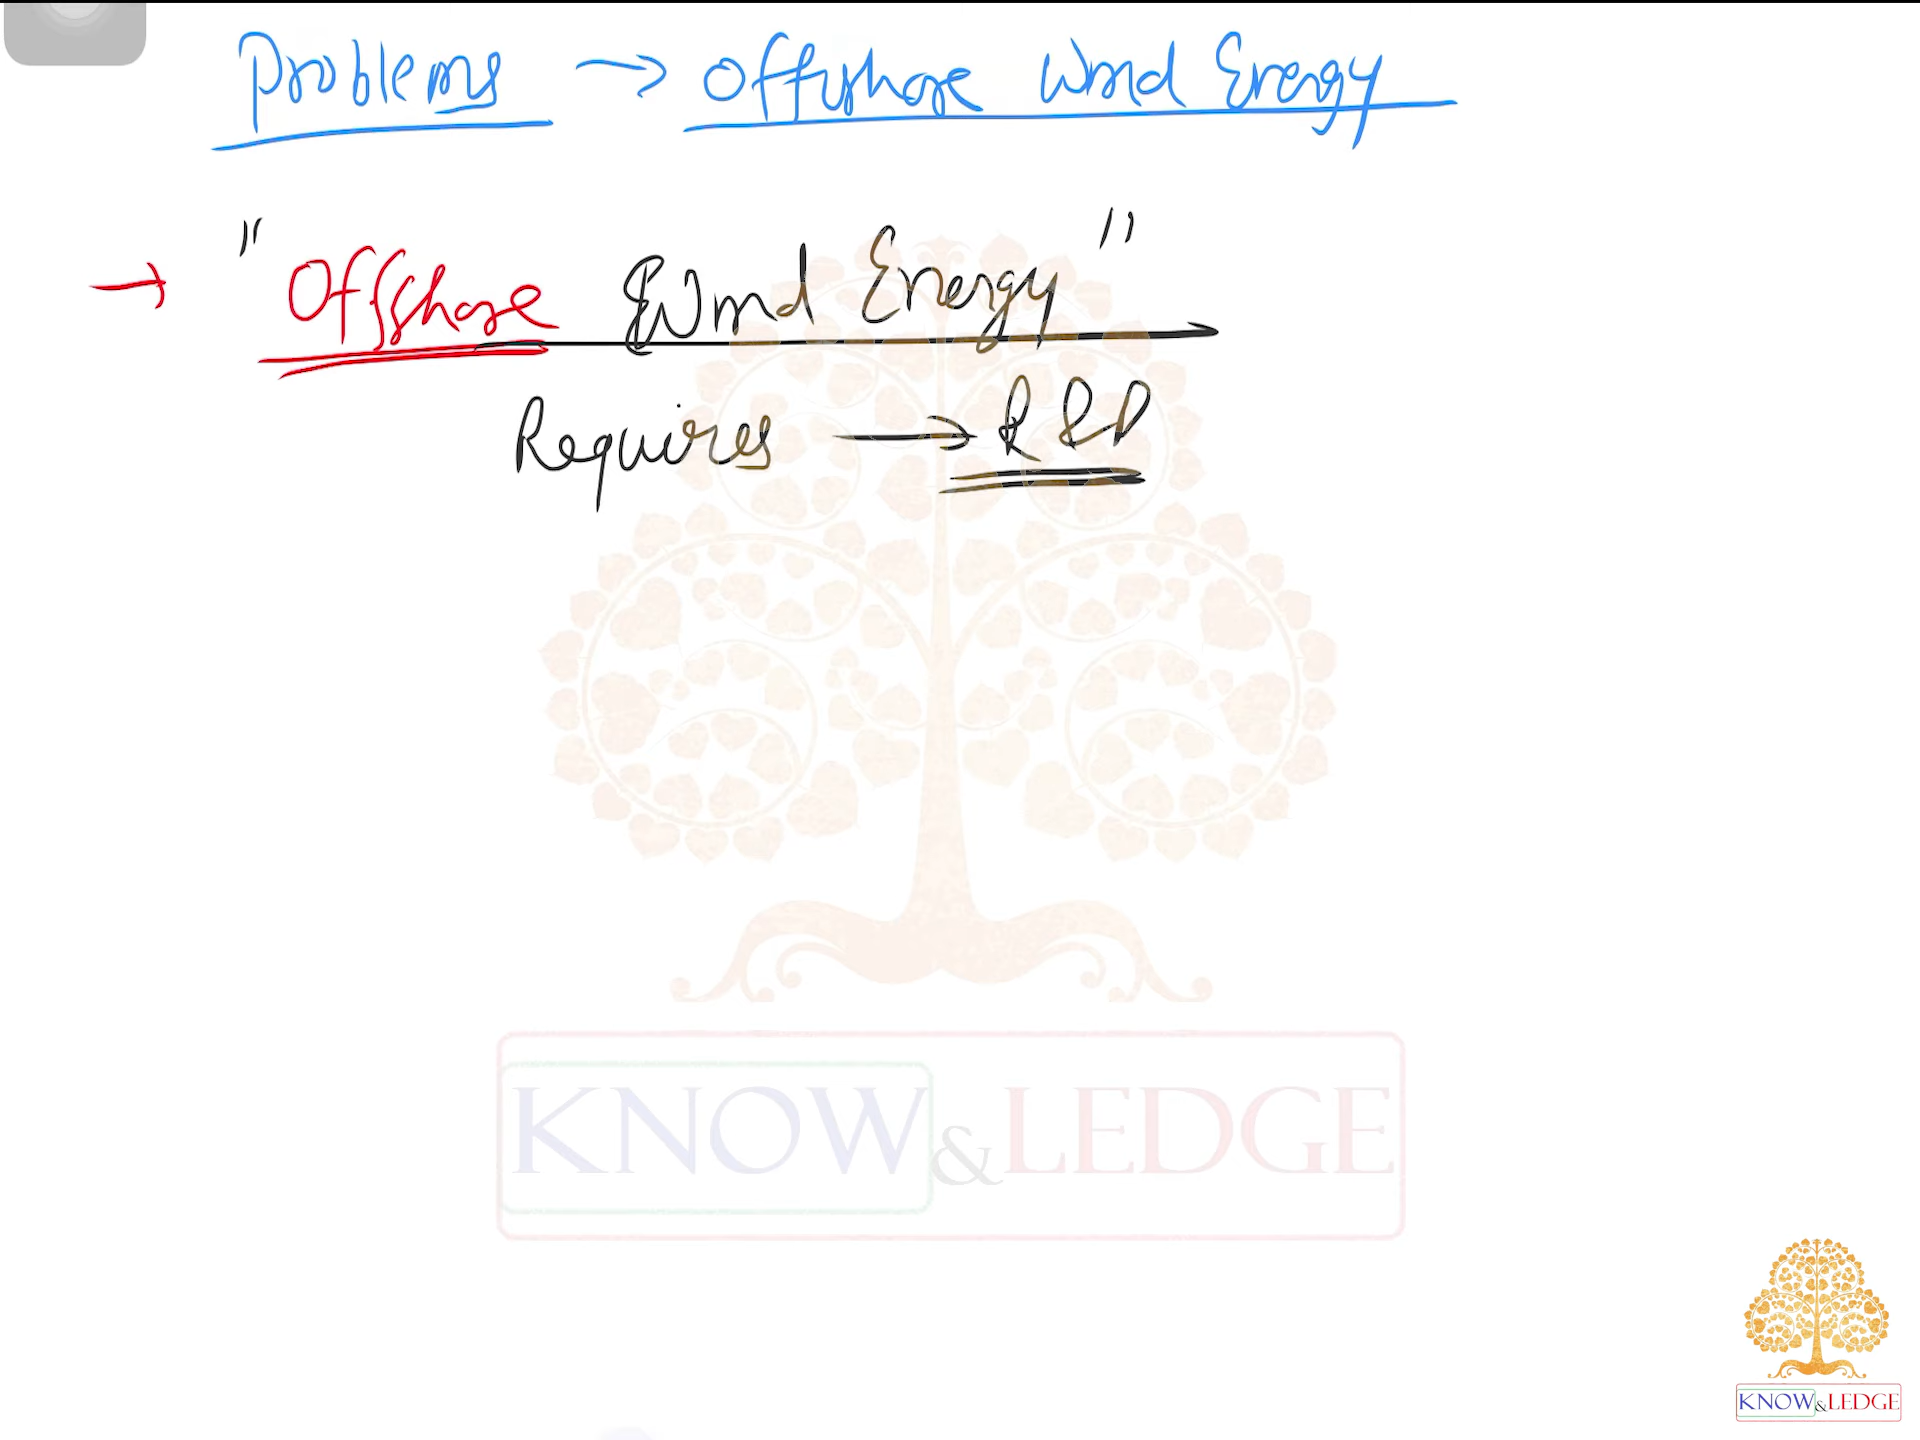 Problems → Offshore Wind Energy
→ "Offshore Wind Energy"
Requires → R&D
KNOW&LEDGE
KNOW&LEDGE